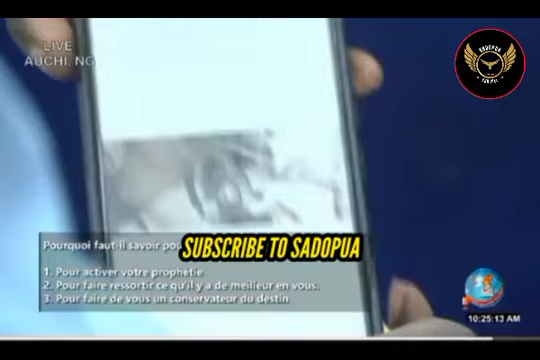 LIVE
AUCHI, NG
SADOPUA
Pourquoi faut-il savoir
SUBSCRIBE TO SADOPUA
1. Pour activer votre prophétie
2. Pour faire ressortir ce qu'il y a de meilleur en vous.
3. Pour faire de vous un conservateur du destin
10:25:13 AM